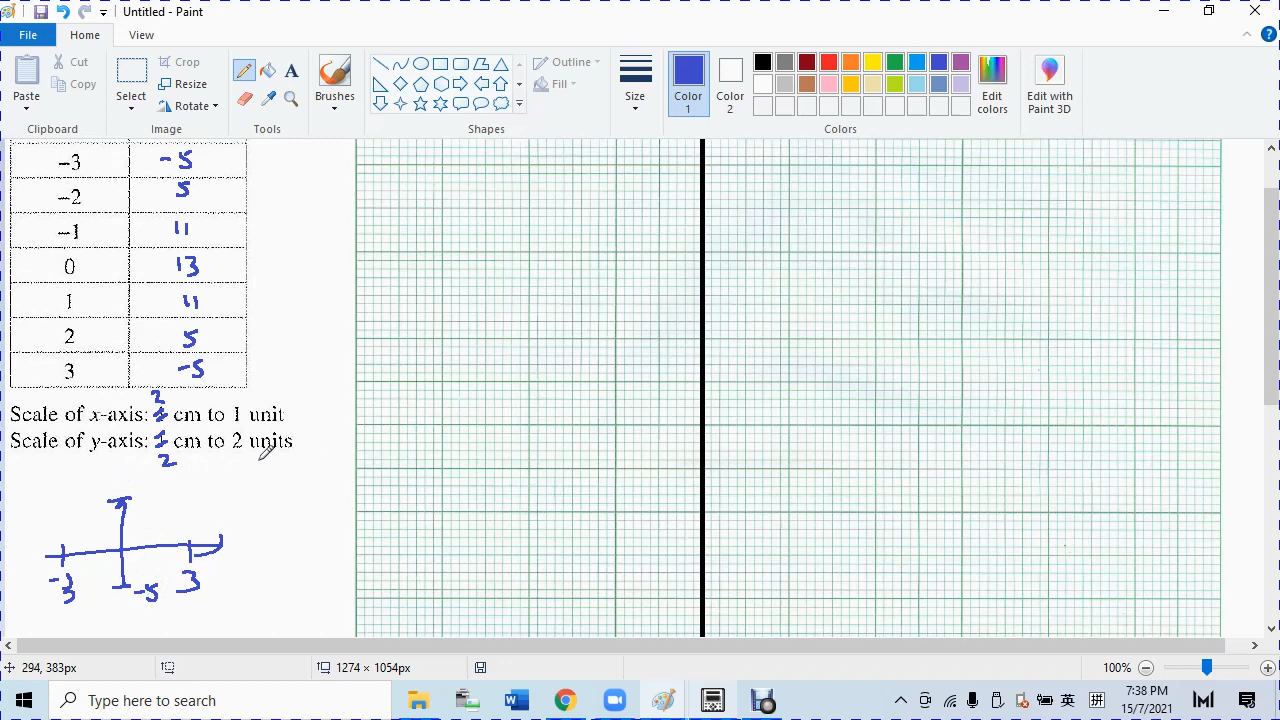 Untitled - Paint
File
Home
View
Paste
Cut
Copy
Clipboard
Select
Crop
Resize
Rotate
Image
A
Tools
Brushes
Outline
Fill
Shapes
Size
Color
1
Color
2
Edit
colors
Edit with
Paint 3D
Colors
-3 -5
-2 5
-1 11
0 13
1 11
2 5
3 -5
2
Scale of x-axis: 1 cm to 1 unit
Scale of y-axis: 1 cm to 2 units
2
-3 -5 3
294, 383px
1274 × 1054px
100%
Type here to search
英
拼
7:38 PM
15/7/2021